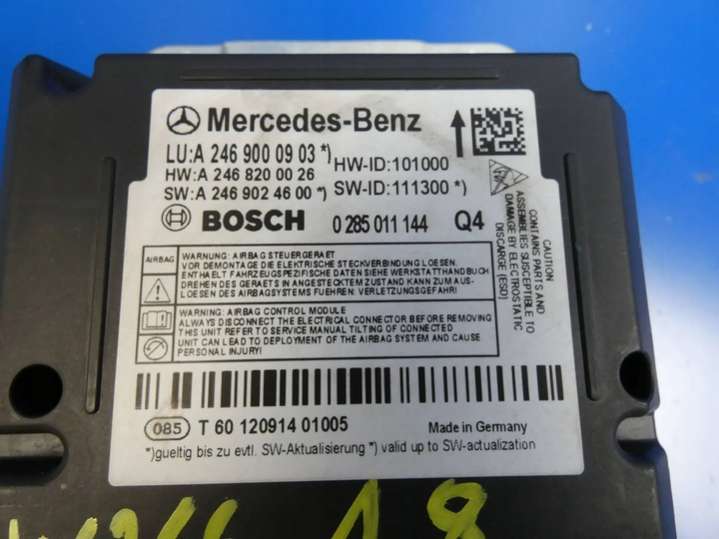 Mercedes-Benz
LU:A 246 900 09 03 *)
HW-ID:101000
HW:A 246 820 00 26
SW:A 246 902 46 00 *)
SW-ID:111300 *)
BOSCH 0 285 011 144 Q4
CAUTION
CONTAINS PARTS AND
ASSEMBLIES SUSCEPTIBLE TO
DAMAGE BY ELECTROSTATIC
DISCHARGE (ESD)
AIRBAG
WARNUNG: AIRBAG STEUERGERAET
VOR DEMONTAGE DIE ELEKTRISCHE STECKVERBINDUNG LOESEN.
ENTHAELT FAHRZEUGSPEZIFISCHE DATEN SIEHE WERKSTATTHANDBUCH
DREHEN DES GERAETS IN ANGESTECKTEM ZUSTAND KANN ZUM AUS-
LOESEN DES AIRBAGSYSTEMS FUEHREN: VERLETZUNGSGEFAHR!
WARNING: AIRBAG CONTROL MODULE
ALWAYS DISCONNECT THE ELECTRICAL CONNECTOR BEFORE REMOVING
THIS UNIT REFER TO SERVICE MANUAL TILTING OF CONNECTED
UNIT CAN LEAD TO DEPLOYMENT OF THE AIRBAG SYSTEM AND CAUSE
PERSONAL INJURY!
085 T 60 120914 01005
Made in Germany
*)gueltig bis zu evtl. SW-Aktualisierung *) valid up to SW-actualization
1.8